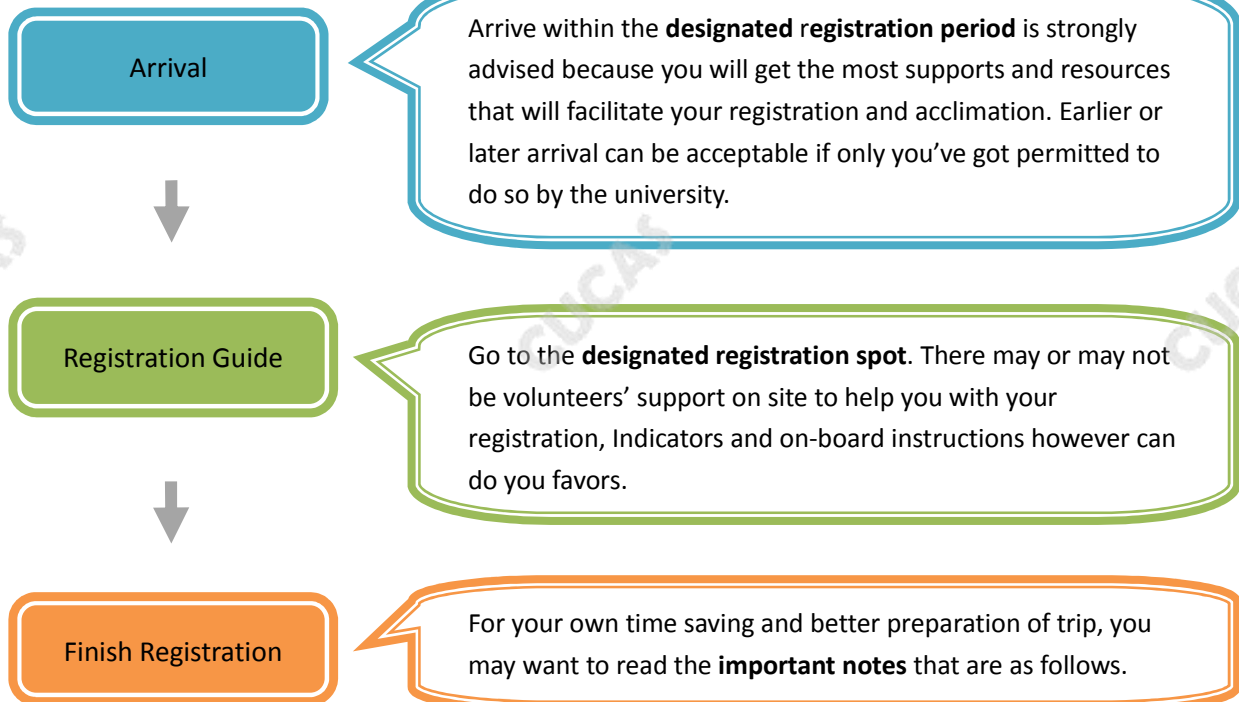 Arrival
Arrive within the designated registration period is strongly
advised because you will get the most supports and resources
that will facilitate your registration and acclimation. Earlier or
later arrival can be acceptable if only you've got permitted to
do so by the university.
CUCAS
Registration Guide
Go to the designated registration spot. There may or may not
be volunteers' support on site to help you with your
registration, Indicators and on-board instructions however can
do you favors.
Finish Registration
For your own time saving and better preparation of trip, you
may want to read the important notes that are as follows.